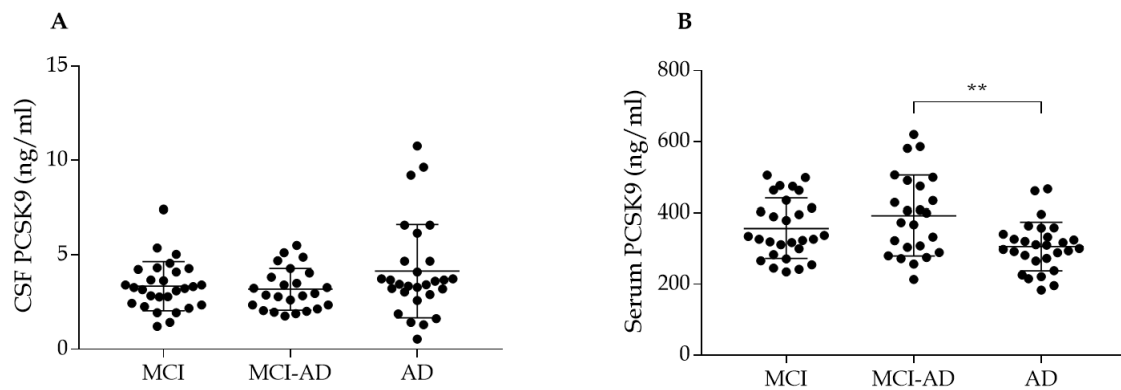 A
CSF PCSK9 (ng/ml)
15
10
5
0
MCI MCI-AD AD
B
Serum PCSK9 (ng/ml)
800
600
400
200
0
**
MCI MCI-AD AD